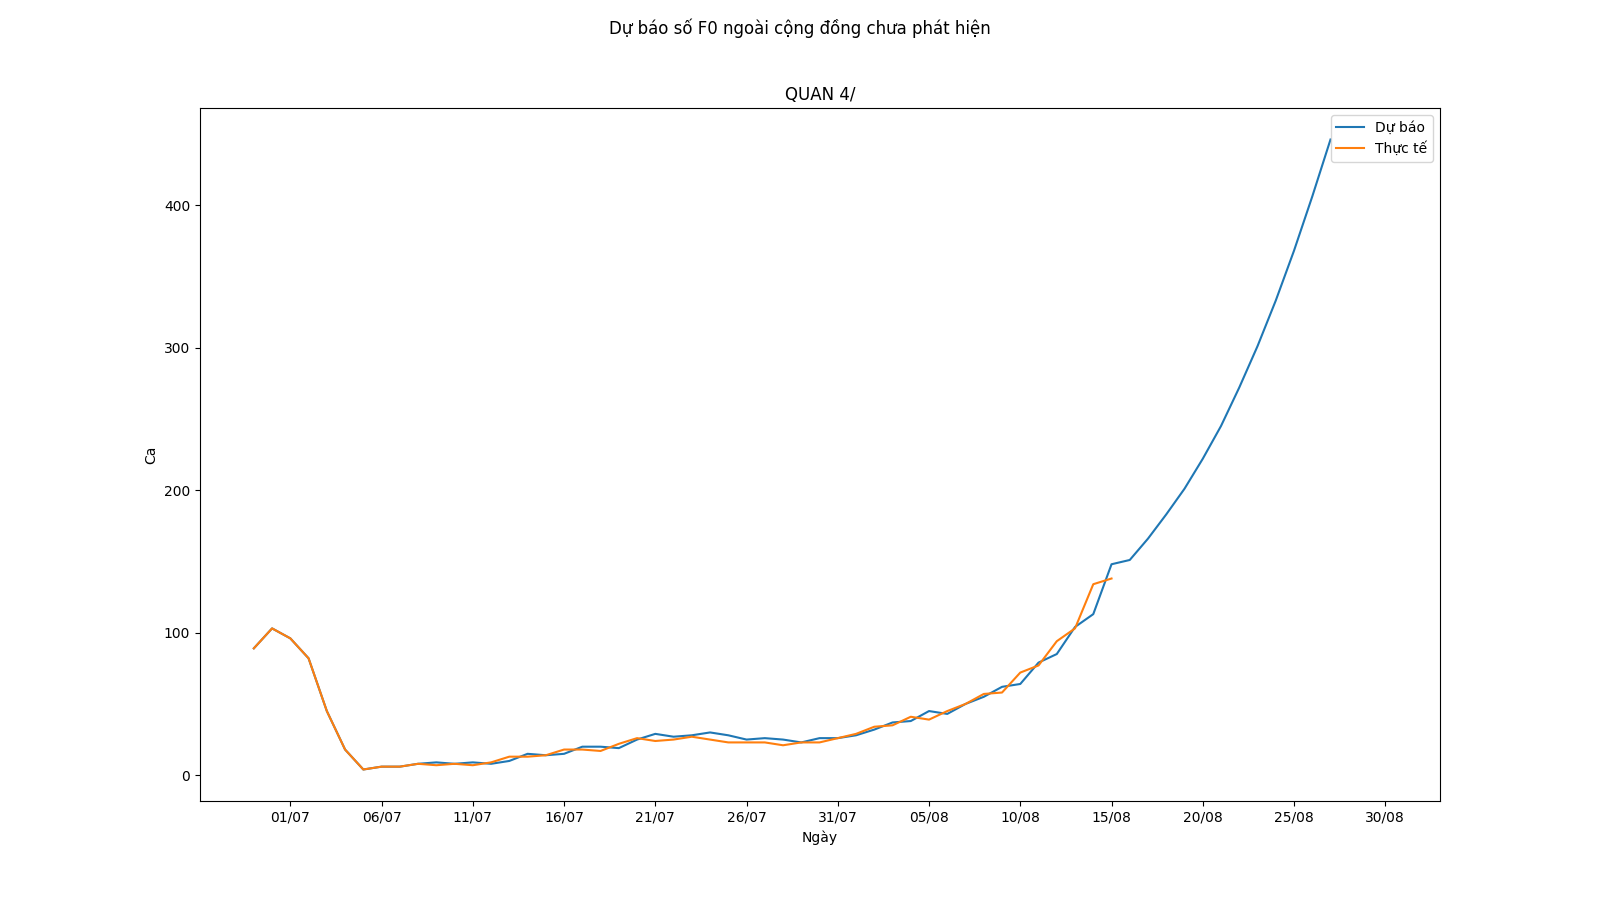 Dự báo số F0 ngoài cộng đồng chưa phát hiện
QUAN 4/
Dự báo
Thực tế
400
300
200
100
0
Ca
01/07 06/07 11/07 16/07 21/07 26/07 31/07 05/08 10/08 15/08 20/08 25/08 30/08
Ngày